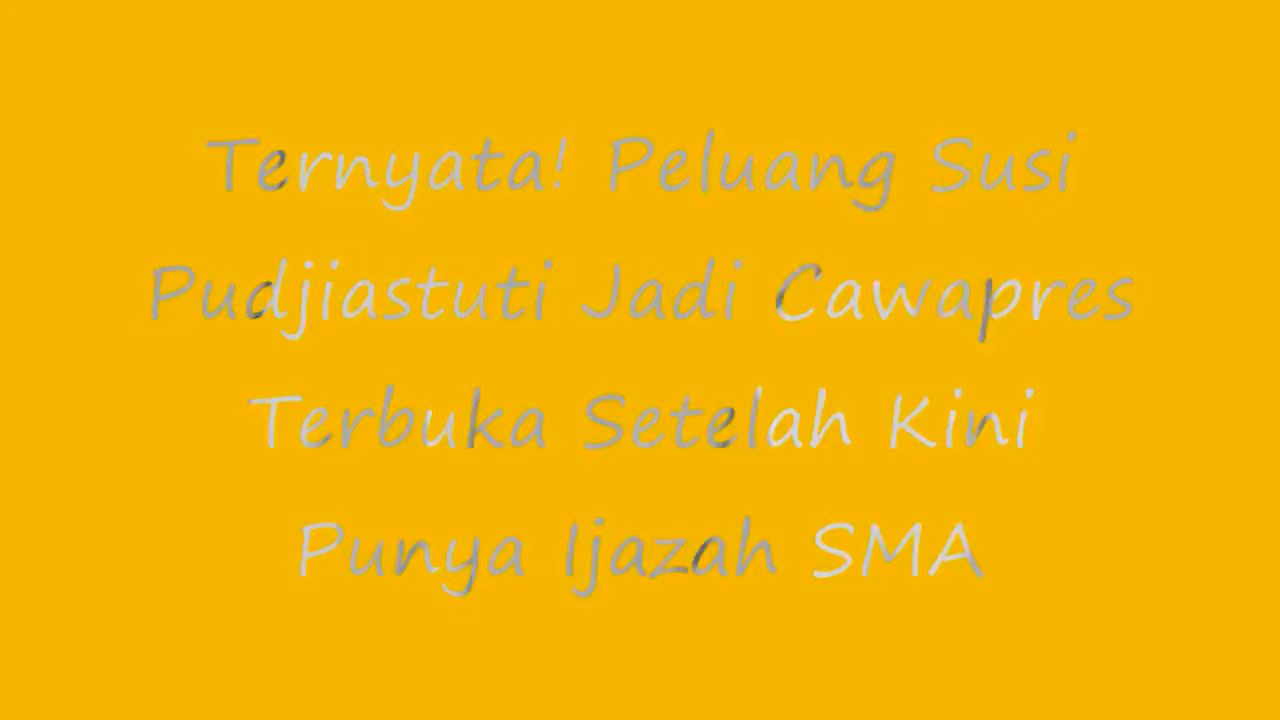 Ternyata! Peluang Susi
Pudjiastuti Jadi Cawapres
Terbuka Setelah Kini
Punya Ijazah SMA